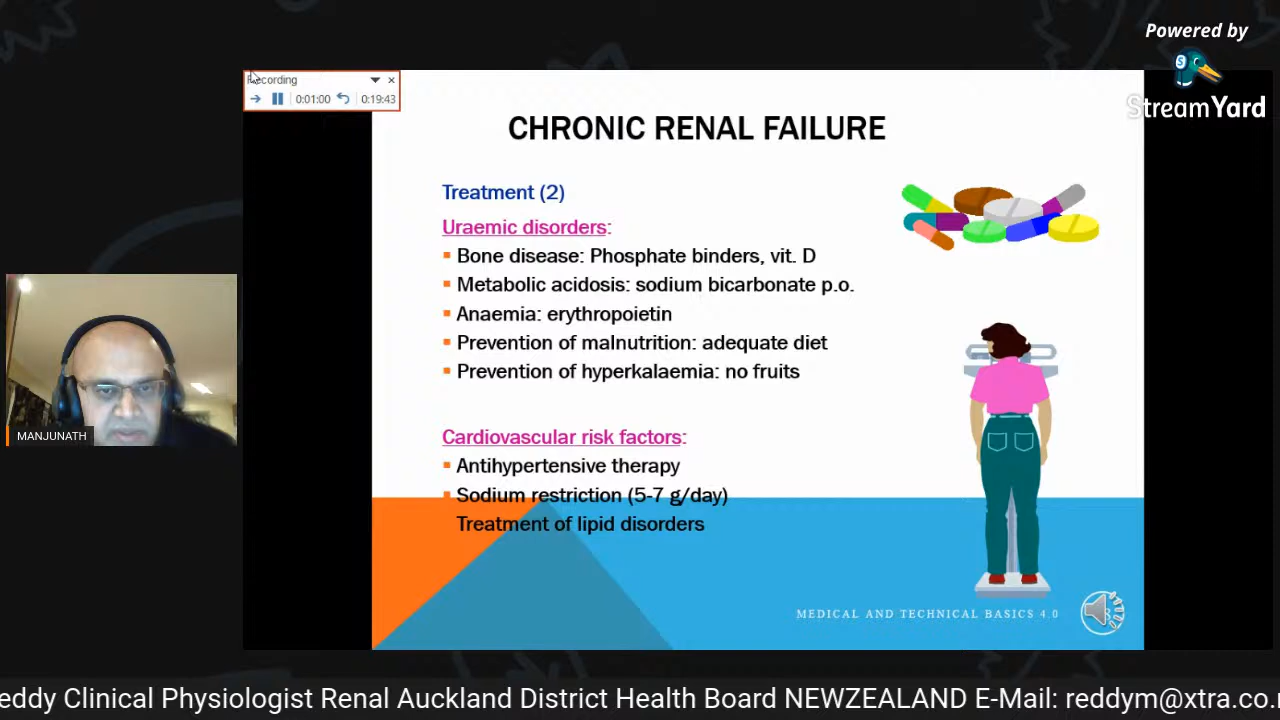 Powered by
StreamYard
Recording
0:01:00 0:19:43
CHRONIC RENAL FAILURE
Treatment (2)
Uraemic disorders:
Bone disease: Phosphate binders, vit. D
Metabolic acidosis: sodium bicarbonate p.o.
Anaemia: erythropoietin
Prevention of malnutrition: adequate diet
Prevention of hyperkalaemia: no fruits
Cardiovascular risk factors:
Antihypertensive therapy
Sodium restriction (5-7 g/day)
Treatment of lipid disorders
MANJUNATH
MEDICAL AND TECHNICAL BASICS 4.0
eddy Clinical Physiologist Renal Auckland District Health Board NEWZEALAND E-Mail: reddym@xtra.co.